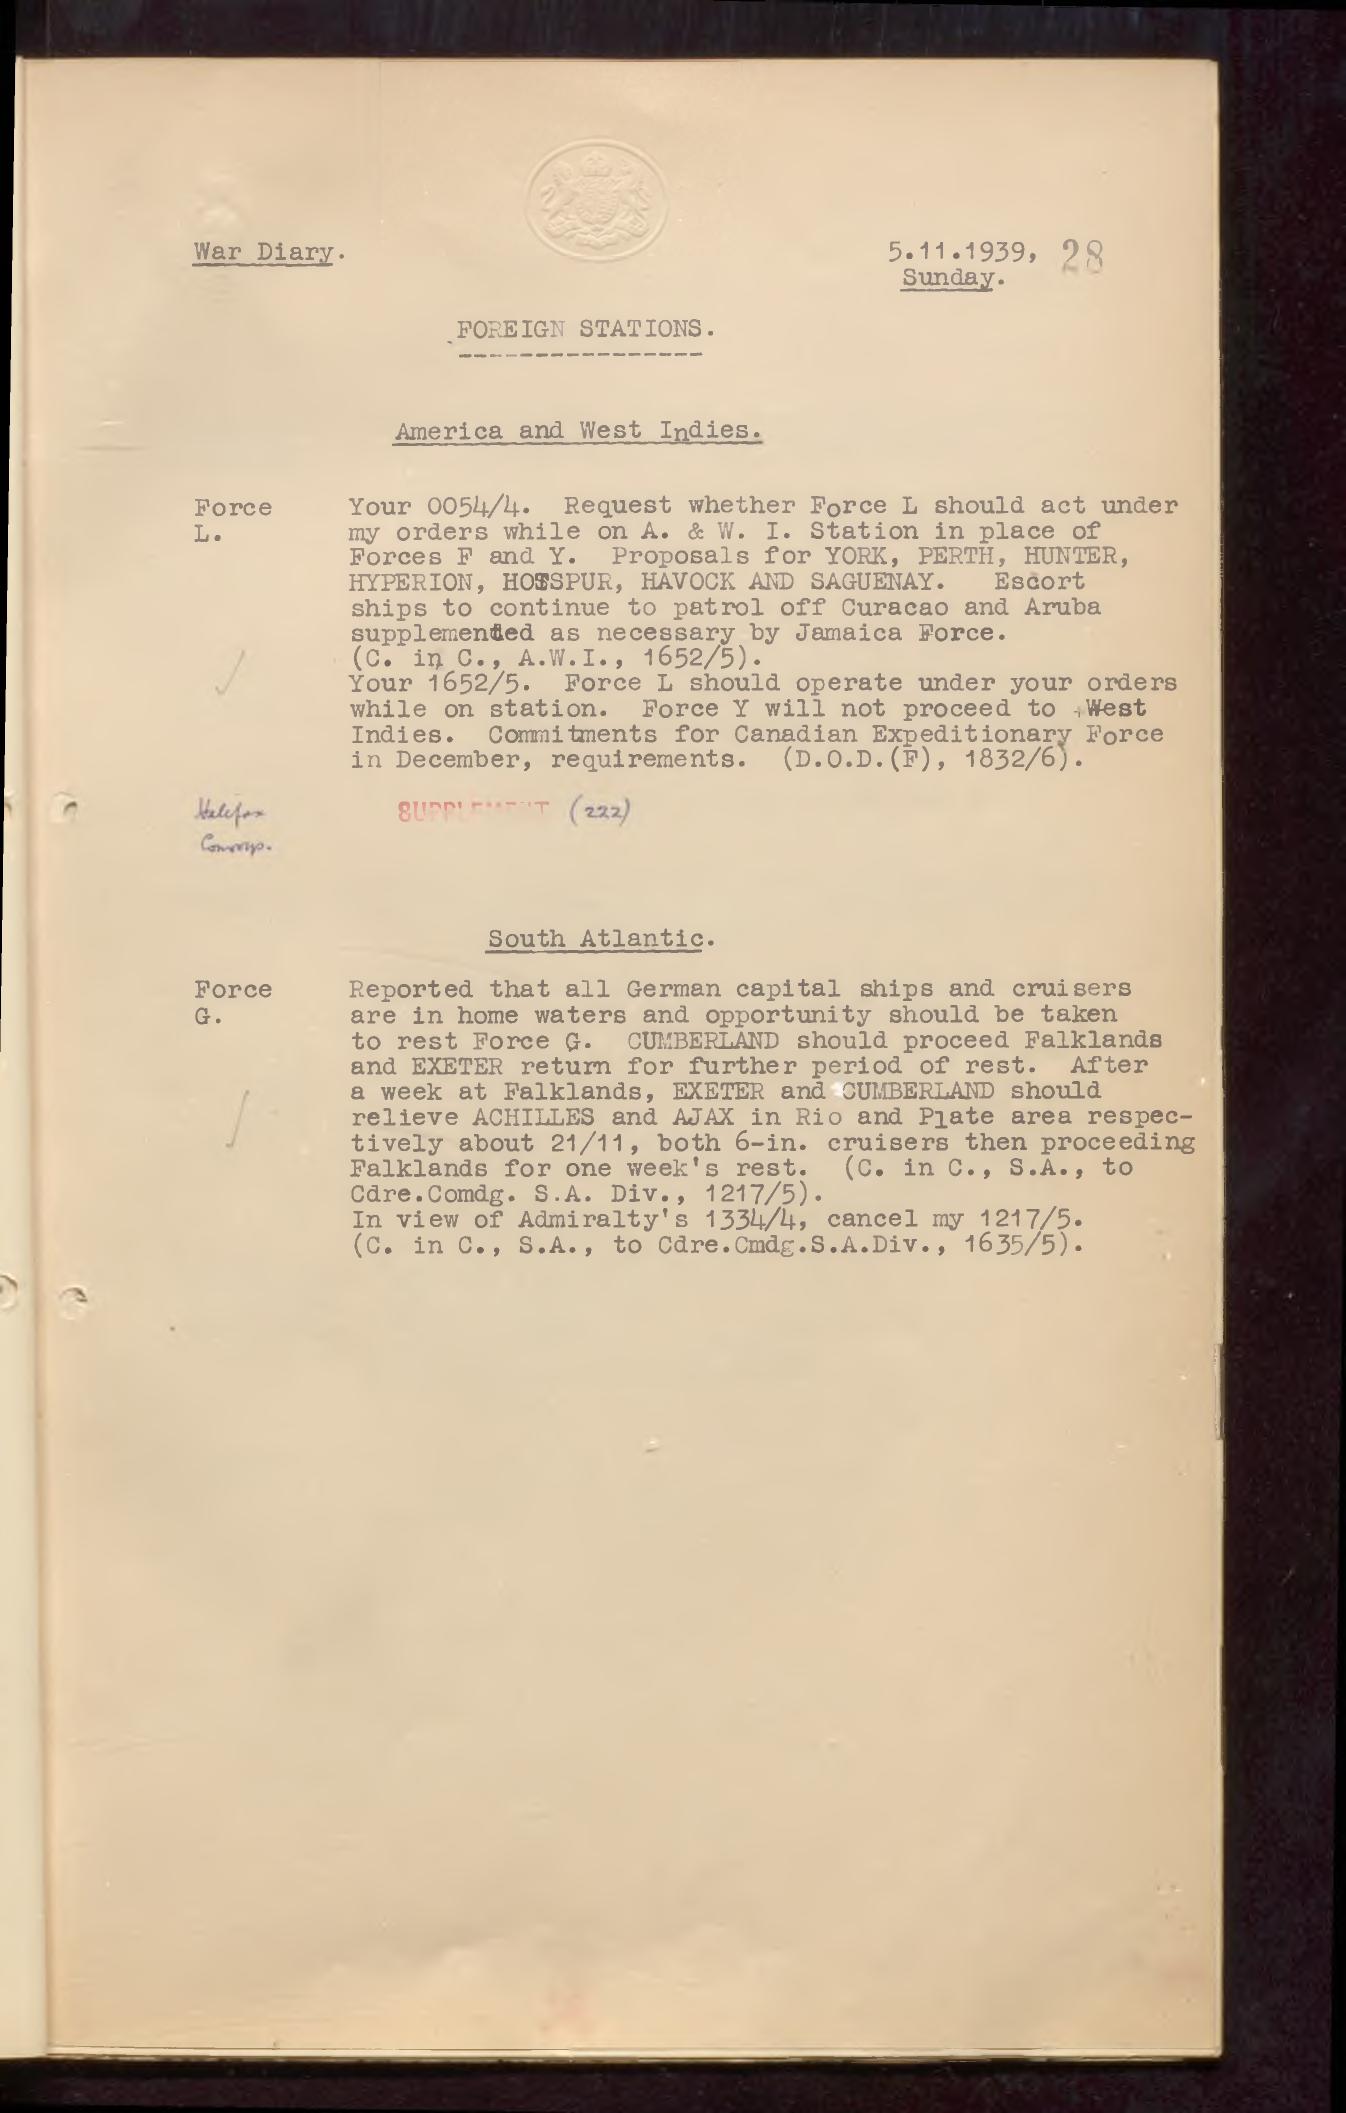 War Diary.
5.11.1939, 28
Sunday.
FOREIGN STATIONS.
-----------------
America and West Indies.
Force L.
Your 0054/4. Request whether Force L should act under
my orders while on A. & W. I. Station in place of
Forces F and Y. Proposals for YORK, PERTH, HUNTER,
HYPERION, HOTSPUR, HAVOCK AND SAGUENAY. Escort
ships to continue to patrol off Curacao and Aruba
supplemented as necessary by Jamaica Force.
(C. in C., A.W.I., 1652/5).
Your 1652/5. Force L should operate under your orders
while on station. Force Y will not proceed to West
Indies. Commitments for Canadian Expeditionary Force
in December, requirements. (D.O.D.(F), 1832/6).
Halifax
Convoys.
SUPPLEMENT (222)
South Atlantic.
Force G.
Reported that all German capital ships and cruisers
are in home waters and opportunity should be taken
to rest Force G. CUMBERLAND should proceed Falklands
and EXETER return for further period of rest. After
a week at Falklands, EXETER and CUMBERLAND should
relieve ACHILLES and AJAX in Rio and Plate area respec-
tively about 21/11, both 6-in. cruisers then proceeding
Falklands for one week's rest. (C. in C., S.A., to
Cdre.Comdg. S.A. Div., 1217/5).
In view of Admiralty's 1334/4, cancel my 1217/5.
(C. in C., S.A., to Cdre.Cmdg.S.A.Div., 1635/5).